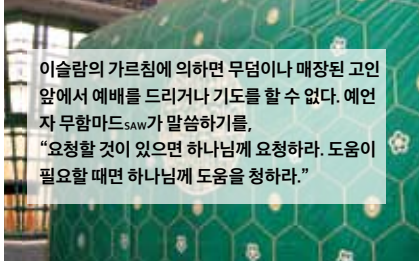 이슬람의 가르침에 의하면 무덤이나 매장된 고인
앞에서 예배를 드리거나 기도를 할 수 없다. 예언
자 무함마드SAW가 말씀하기를,
“요청할 것이 있으면 하나님께 요청하라. 도움이
필요할 때면 하나님께 도움을 청하라.”